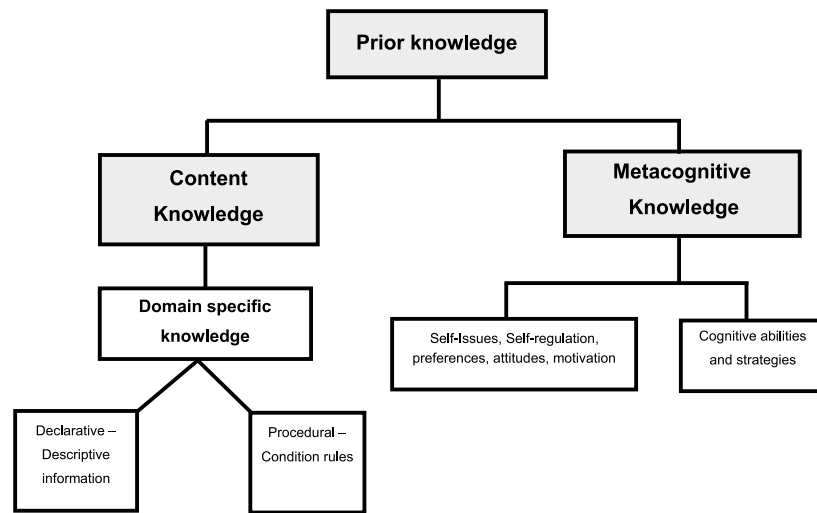 Prior knowledge
Content
Knowledge
Metacognitive
Knowledge
Domain specific
knowledge
Self-Issues, Self-regulation,
preferences, attitudes, motivation
Cognitive abilities
and strategies
Declarative –
Descriptive
information
Procedural –
Condition rules